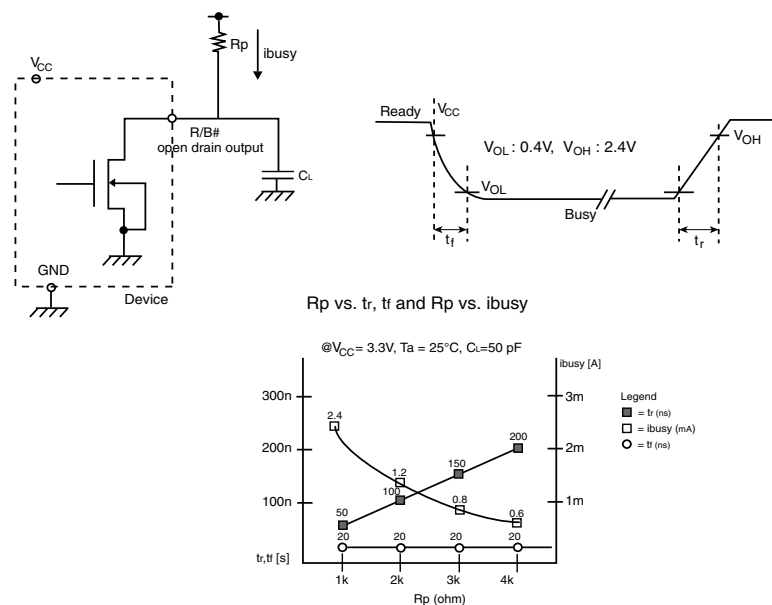 Rp
ibusy
VCC
R/B#
open drain output
CL
GND
Device
Ready
VCC
VOL : 0.4V, VOH : 2.4V
VOH
VOL
Busy
tf
tr
Rp vs. tr, tf and Rp vs. ibusy
@VCC = 3.3V, Ta = 25°C, CL=50 pF
ibusy [A]
300n
3m
Legend
= tr (ns)
= ibusy (mA)
= tf (ns)
2.4
200
200n
2m
150
1.2
100
100n
1m
50
0.8
0.6
20
20
20
20
tr,tf [s]
1k
2k
3k
4k
Rp (ohm)